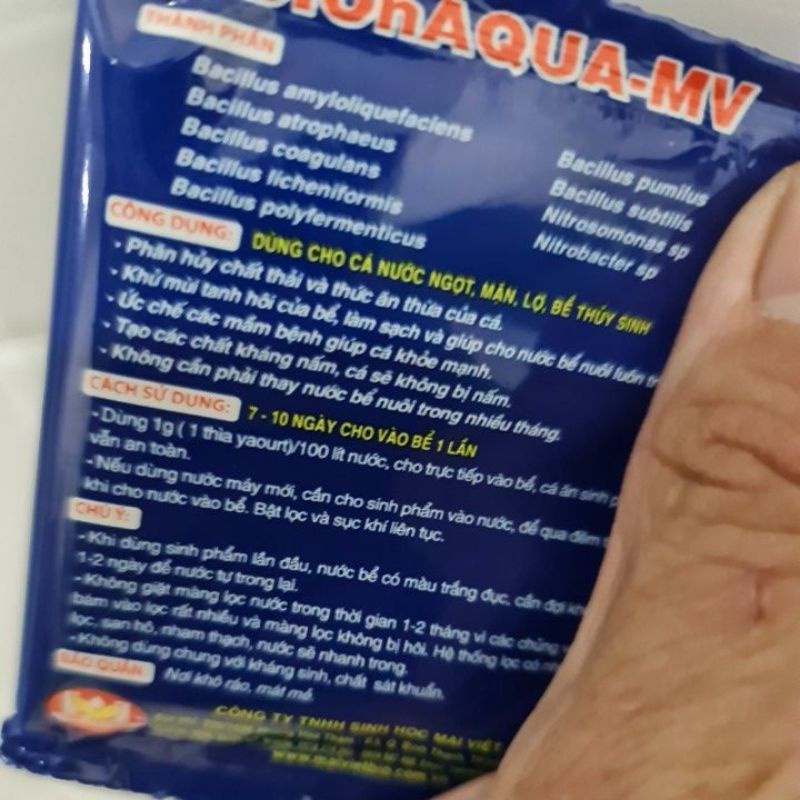 AQUA-MV
THÀNH PHẦN
Bacillus amyloliquefaciens
Bacillus atrophaeus
Bacillus coagulans
Bacillus licheniformis
Bacillus polyfermenticus
Bacillus pumilus
Bacillus subtilis
Nitrosomonas sp
Nitrobacter sp
CÔNG DỤNG: DÙNG CHO CÁ NƯỚC NGỌT, MẶN, LỢ, BỂ THỦY SINH
- Phân hủy chất thải và thức ăn thừa của cá.
- Khử mùi tanh hôi của bể, làm sạch và giúp cho nước bể nuôi luôn
- Ức chế các mầm bệnh giúp cá khỏe mạnh.
- Tạo các chất kháng nấm, cá sẽ không bị nấm.
- Không cần phải thay nước bể nuôi trong nhiều tháng.
CÁCH SỬ DỤNG: 7 - 10 NGÀY CHO VÀO BỂ 1 LẦN
- Dùng 1g ( 1 thìa yaourt)/100 lít nước, cho trực tiếp vào bể, cá ăn sinh
vẫn an toàn.
- Nếu dùng nước máy mới, cần cho sinh phẩm vào nước, để qua đêm
khi cho nước vào bể. Bật lọc và sục khí liên tục.
CHÚ Ý:
- Khi dùng sinh phẩm lần đầu, nước bể có màu trắng đục, cần đợi
1-2 ngày để nước tự trong lại.
- Không giặt màng lọc nước trong thời gian 1-2 tháng vì các chủng
bám vào lọc rất nhiều và màng lọc không bị hôi. Hệ thống lọc có
lọc, san hô, nham thạch, nước sẽ nhanh trong.
- Không dùng chung với kháng sinh, chất sát khuẩn.
BẢO QUẢN: Nơi khô ráo, mát mẻ.
CÔNG TY TNHH SINH HỌC MAI VIỆT